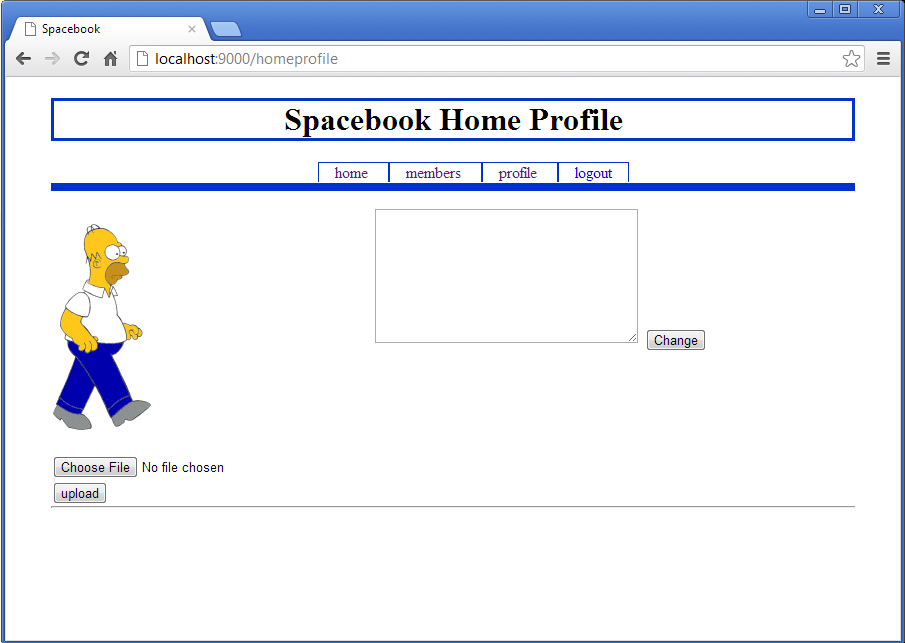 Spacebook
localhost:9000/homeprofile
Spacebook Home Profile
home members profile logout
Change
Choose File No file chosen
upload